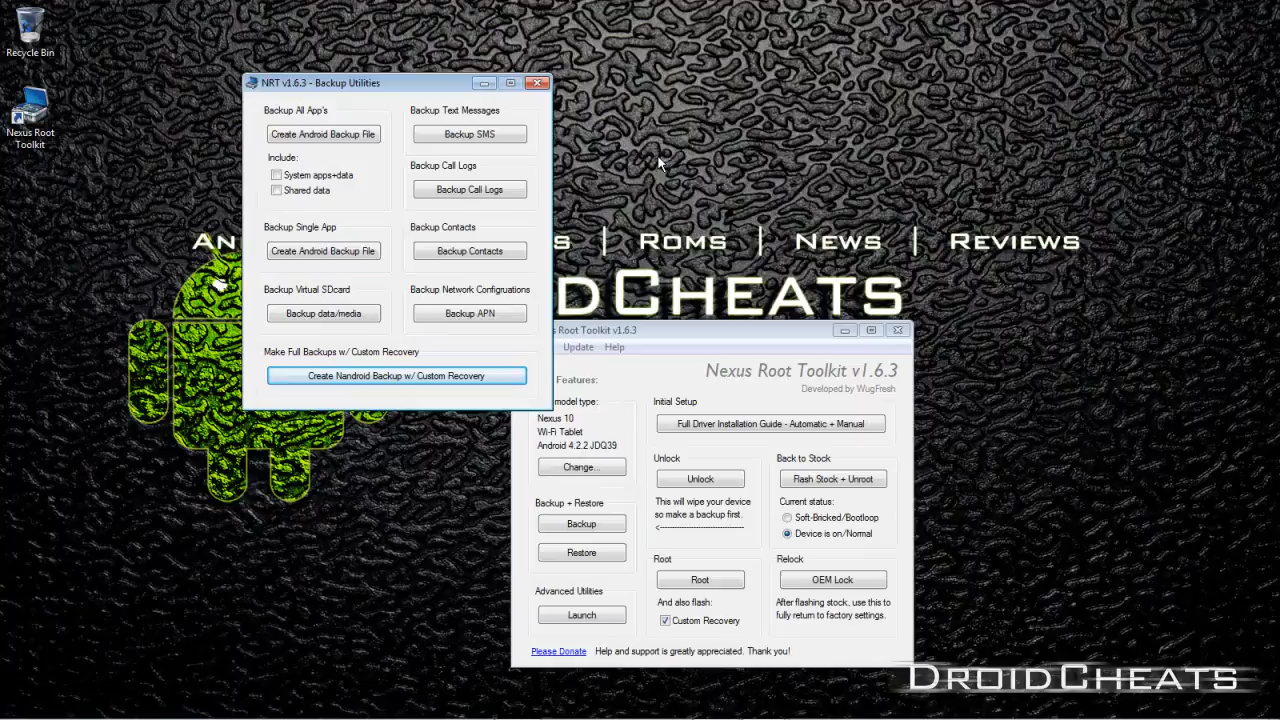 Recycle Bin
Nexus Root
Toolkit
NRT v1.6.3 - Backup Utilities
Backup All App's
Create Android Backup File
Include:
System apps+data
Shared data
Backup Text Messages
Backup SMS
Backup Call Logs
Backup Call Logs
Backup Single App
Create Android Backup File
Backup Contacts
Backup Contacts
Backup Virtual SDcard
Backup data/media
Backup Network Configruations
Backup APN
Make Full Backups w/ Custom Recovery
Create Nandroid Backup w/ Custom Recovery
| Roms | News | Reviews
DCheats
Root Toolkit v1.6.3
Update Help
Nexus Root Toolkit v1.6.3
Developed by WugFresh
Features:
model type:
Nexus 10
Wi-Fi Tablet
Android 4.2.2 JDQ39
Change...
Initial Setup
Full Driver Installation Guide - Automatic + Manual
Unlock
Unlock
This will wipe your device
so make a backup first.
<----------------------------
Back to Stock
Flash Stock + Unroot
Current status:
Soft-Bricked/Bootloop
Device is on/Normal
Backup + Restore
Backup
Restore
Root
Root
And also flash:
Custom Recovery
Relock
OEM Lock
After flashing stock, use this to
fully return to factory settings.
Advanced Utilities
Launch
Please Donate Help and support is greatly appreciated. Thank you!
DroidCheats